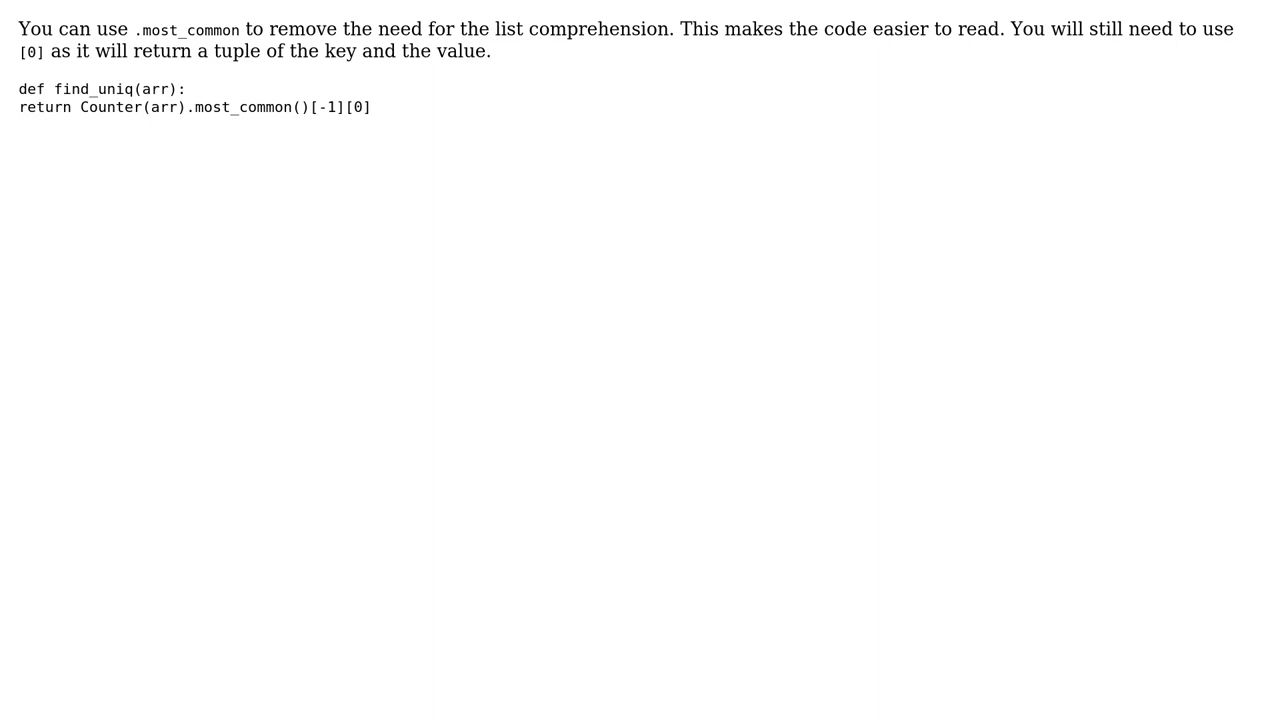 You can use .most_common to remove the need for the list comprehension. This makes the code easier to read. You will still need to use
[0] as it will return a tuple of the key and the value.
def find_uniq(arr):
return Counter(arr).most_common()[-1][0]